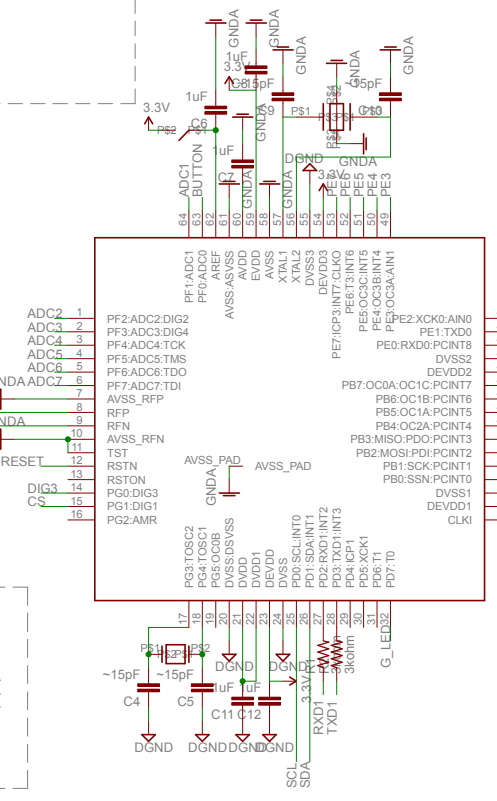 GNDA
GNDA
GNDA
GNDA
GNDA
1uF
3.3V
15pF
~15pF
1uF
C9
P$1
3.3V
C6
P$2
GNDA
1uF
GNDA
DGND
C7
3.3V
ADC1
BUTTON
PE6
PE5
PE4
PE3
64
63
62
61
60
59
58
57
56
55
54
53
52
51
50
49
PF1:ADC1
PF0:ADC0
AREF
AVSS:ASVSS
AVDD
EVDD
AVSS
XTAL1
XTAL2
DVSS3
DEVDD3
PE7:ICP3:INT7:CLKO
PE6:T3:INT6
PE5:OC3C:INT5
PE4:OC3B:INT4
PE3:OC3A:AIN1
ADC2 1 PF2:ADC2:DIG2
ADC3 2 PF3:ADC3:DIG4
ADC4 3 PF4:ADC4:TCK
ADC5 4 PF5:ADC5:TMS
ADC6 5 PF6:ADC6:TDO
NDA ADC7 6 PF7:ADC7:TDI
7 AVSS_RFP
8 RFP
NDA 9 RFN
10 AVSS_RFN
11 TST
RESET 12 RSTN
13 RSTON
DIG3 14 PG0:DIG3
CS 15 PG1:DIG1
16 PG2:AMR
PE2:XCK0:AIN0
PE1:TXD0
PE0:RXD0:PCINT8
DVSS2
DEVDD2
PB7:OC0A:OC1C:PCINT7
PB6:OC1B:PCINT6
PB5:OC1A:PCINT5
PB4:OC2A:PCINT4
PB3:MISO:PDO:PCINT3
PB2:MOSI:PDI:PCINT2
PB1:SCK:PCINT1
PB0:SSN:PCINT0
DVSS1
DEVDD1
CLKI
AVSS_PAD
AVSS_PAD
GNDA
PG3:TOSC2
PG4:TOSC1
PG5:OC0B
DVSS:DSVSS
DVDD
DVDD1
DEVDD
DVSS
PD0:SCL:INT0
PD1:SDA:INT1
PD2:RXD1:INT2
PD3:TXD1:INT3
PD4:ICP1
PD5:XCK1
PD6:T1
PD7:T0
17
18
19
20
21
22
23
24
25
26
27
28
29
30
31
32
P$2
DGND
DGND
~15pF
~15pF
1uF
1uF
3.3V
R1
3kohm
G_LED
C4
C5
C11
C12
RXD1
TXD1
DGND
DGND
DGND
DGND
SCL
SDA